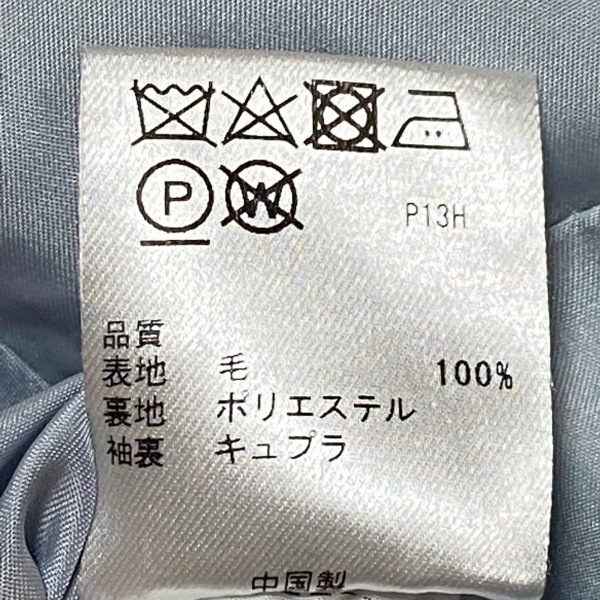 P W
P13H
品質
表地 毛 100%
裏地 ポリエステル
袖裏 キュプラ
中国製